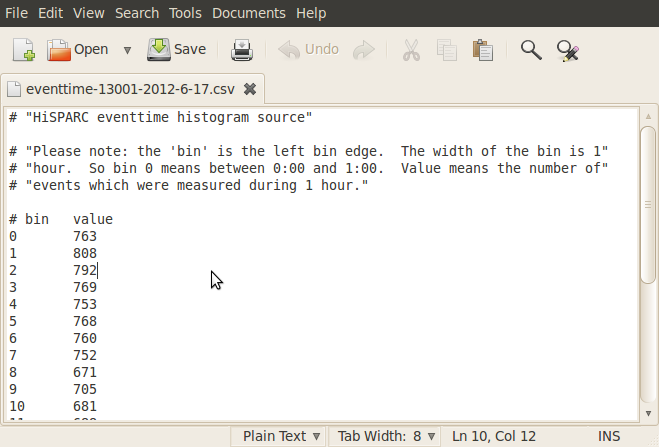 File Edit View Search Tools Documents Help
Open Save Undo
eventtime-13001-2012-6-17.csv
# "HiSPARC eventtime histogram source"
# "Please note: the 'bin' is the left bin edge.  The width of the bin is 1"
# "hour.  So bin 0 means between 0:00 and 1:00.  Value means the number of"
# "events which were measured during 1 hour."
# bin   value
0       763
1       808
2       792
3       769
4       753
5       768
6       760
7       752
8       671
9       705
10      681
Plain Text Tab Width: 8 Ln 10, Col 12 INS